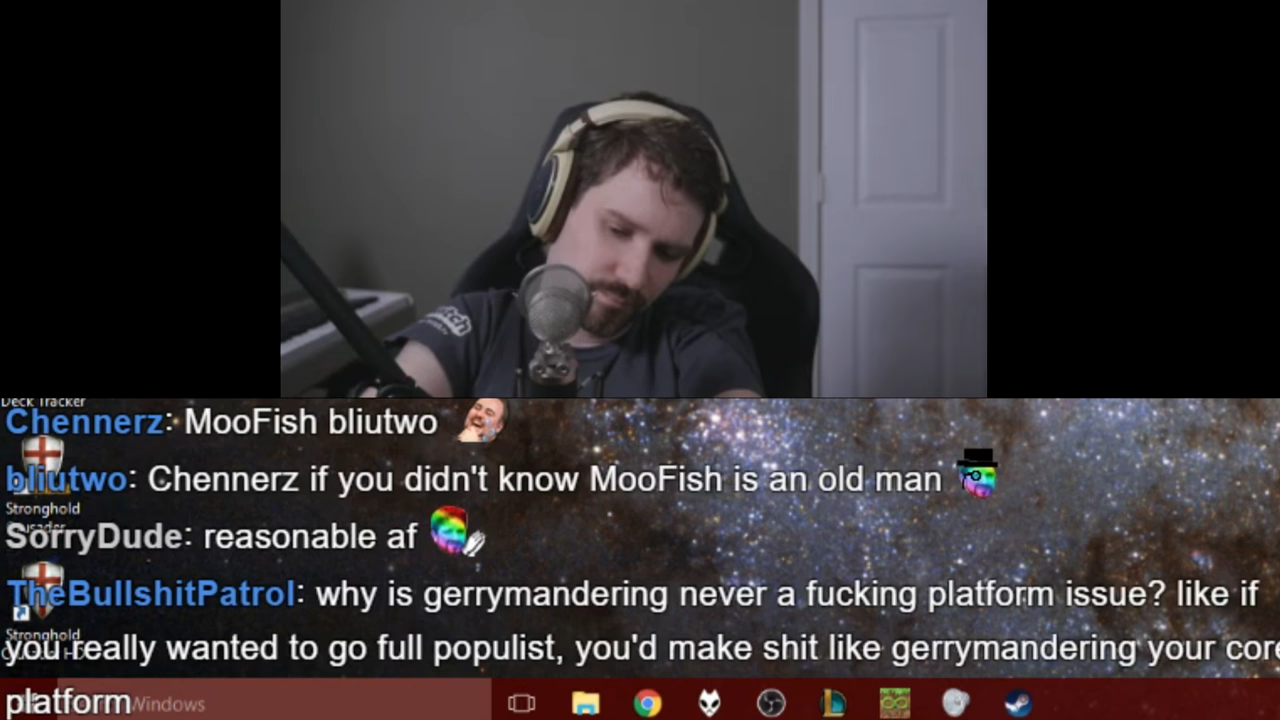 Deck Tracker
Chennerz: MooFish bliutwo
bliutwo: Chennerz if you didn't know MooFish is an old man
Stronghold
SorryDude: reasonable af
TheBullshitPatrol: why is gerrymandering never a fucking platform issue? like if
Stronghold
you really wanted to go full populist, you'd make shit like gerrymandering your core
platform
Windows